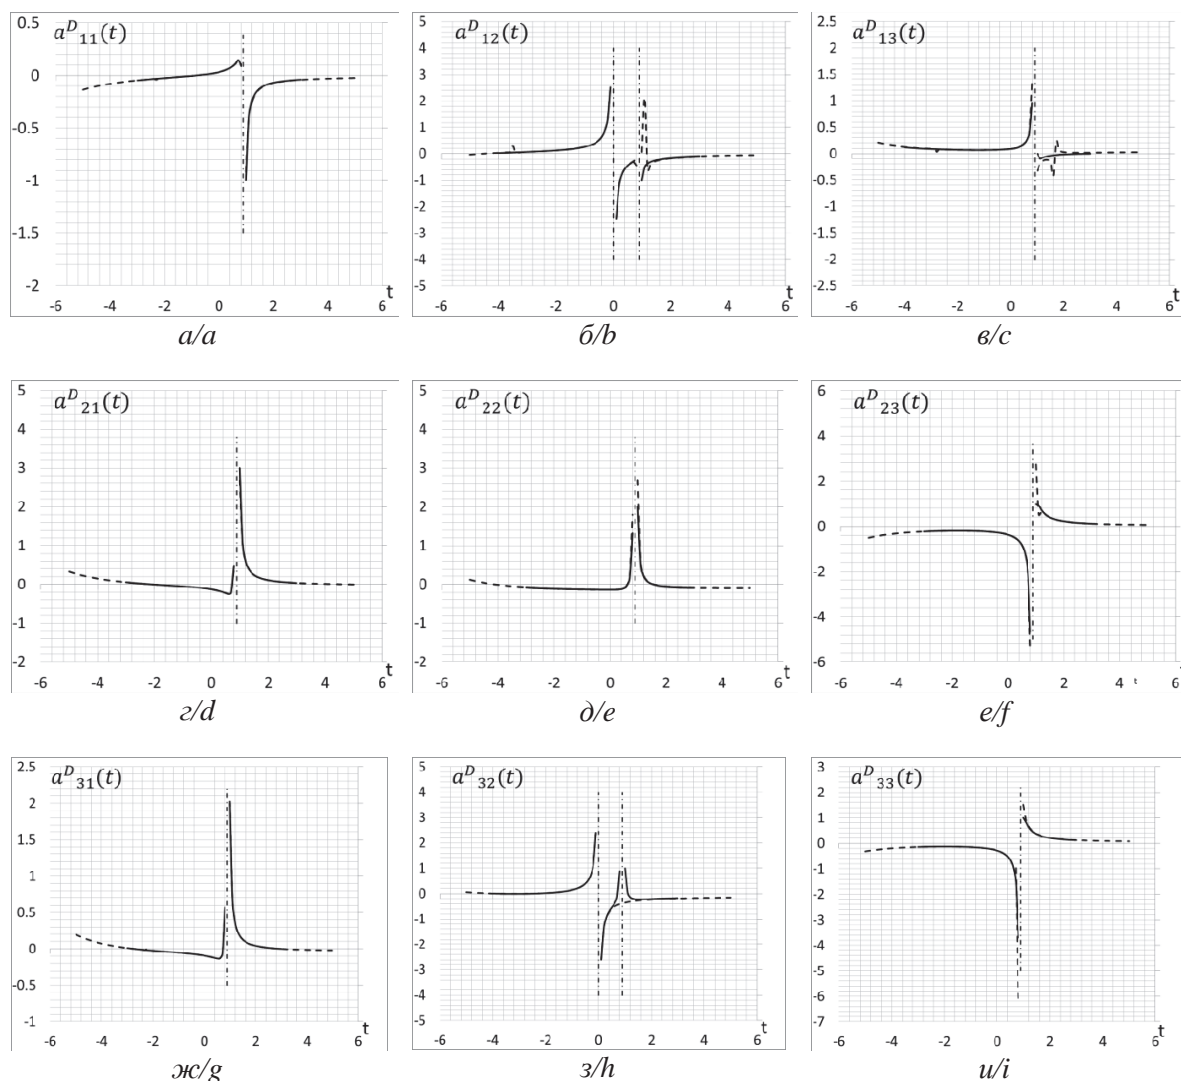 0.5
a^D_11(t)
0
-0.5
-1
-1.5
-2
-6 -4 -2 0 2 4 6
t
а/a
5
a^D_12(t)
4
3
2
1
0
-1
-2
-3
-4
-5
-6 -4 -2 0 2 4 6
t
б/b
2.5
a^D_13(t)
2
1.5
1
0.5
0
-0.5
-1
-1.5
-2
-2.5
-6 -4 -2 0 2 4 6
t
в/c
5
a^D_21(t)
4
3
2
1
0
-1
-2
-6 -4 -2 0 2 4 6
t
г/d
5
a^D_22(t)
4
3
2
1
0
-1
-2
-6 -4 -2 0 2 4 6
д/e
6
a^D_23(t)
4
2
0
-2
-4
-6
-6 -4 -2 0 2 4 t 6
е/f
2.5
a^D_31(t)
2
1.5
1
0.5
0
-0.5
-1
-6 -4 -2 0 2 4 6
t
ж/g
5
a^D_32(t)
4
3
2
1
0
-1
-2
-3
-4
-5
-6 -4 -2 0 2 4 6
t
з/h
3
a^D_33(t)
2
1
0
-1
-2
-3
-4
-5
-6
-7
-6 -4 -2 0 2 4 6
t
и/i